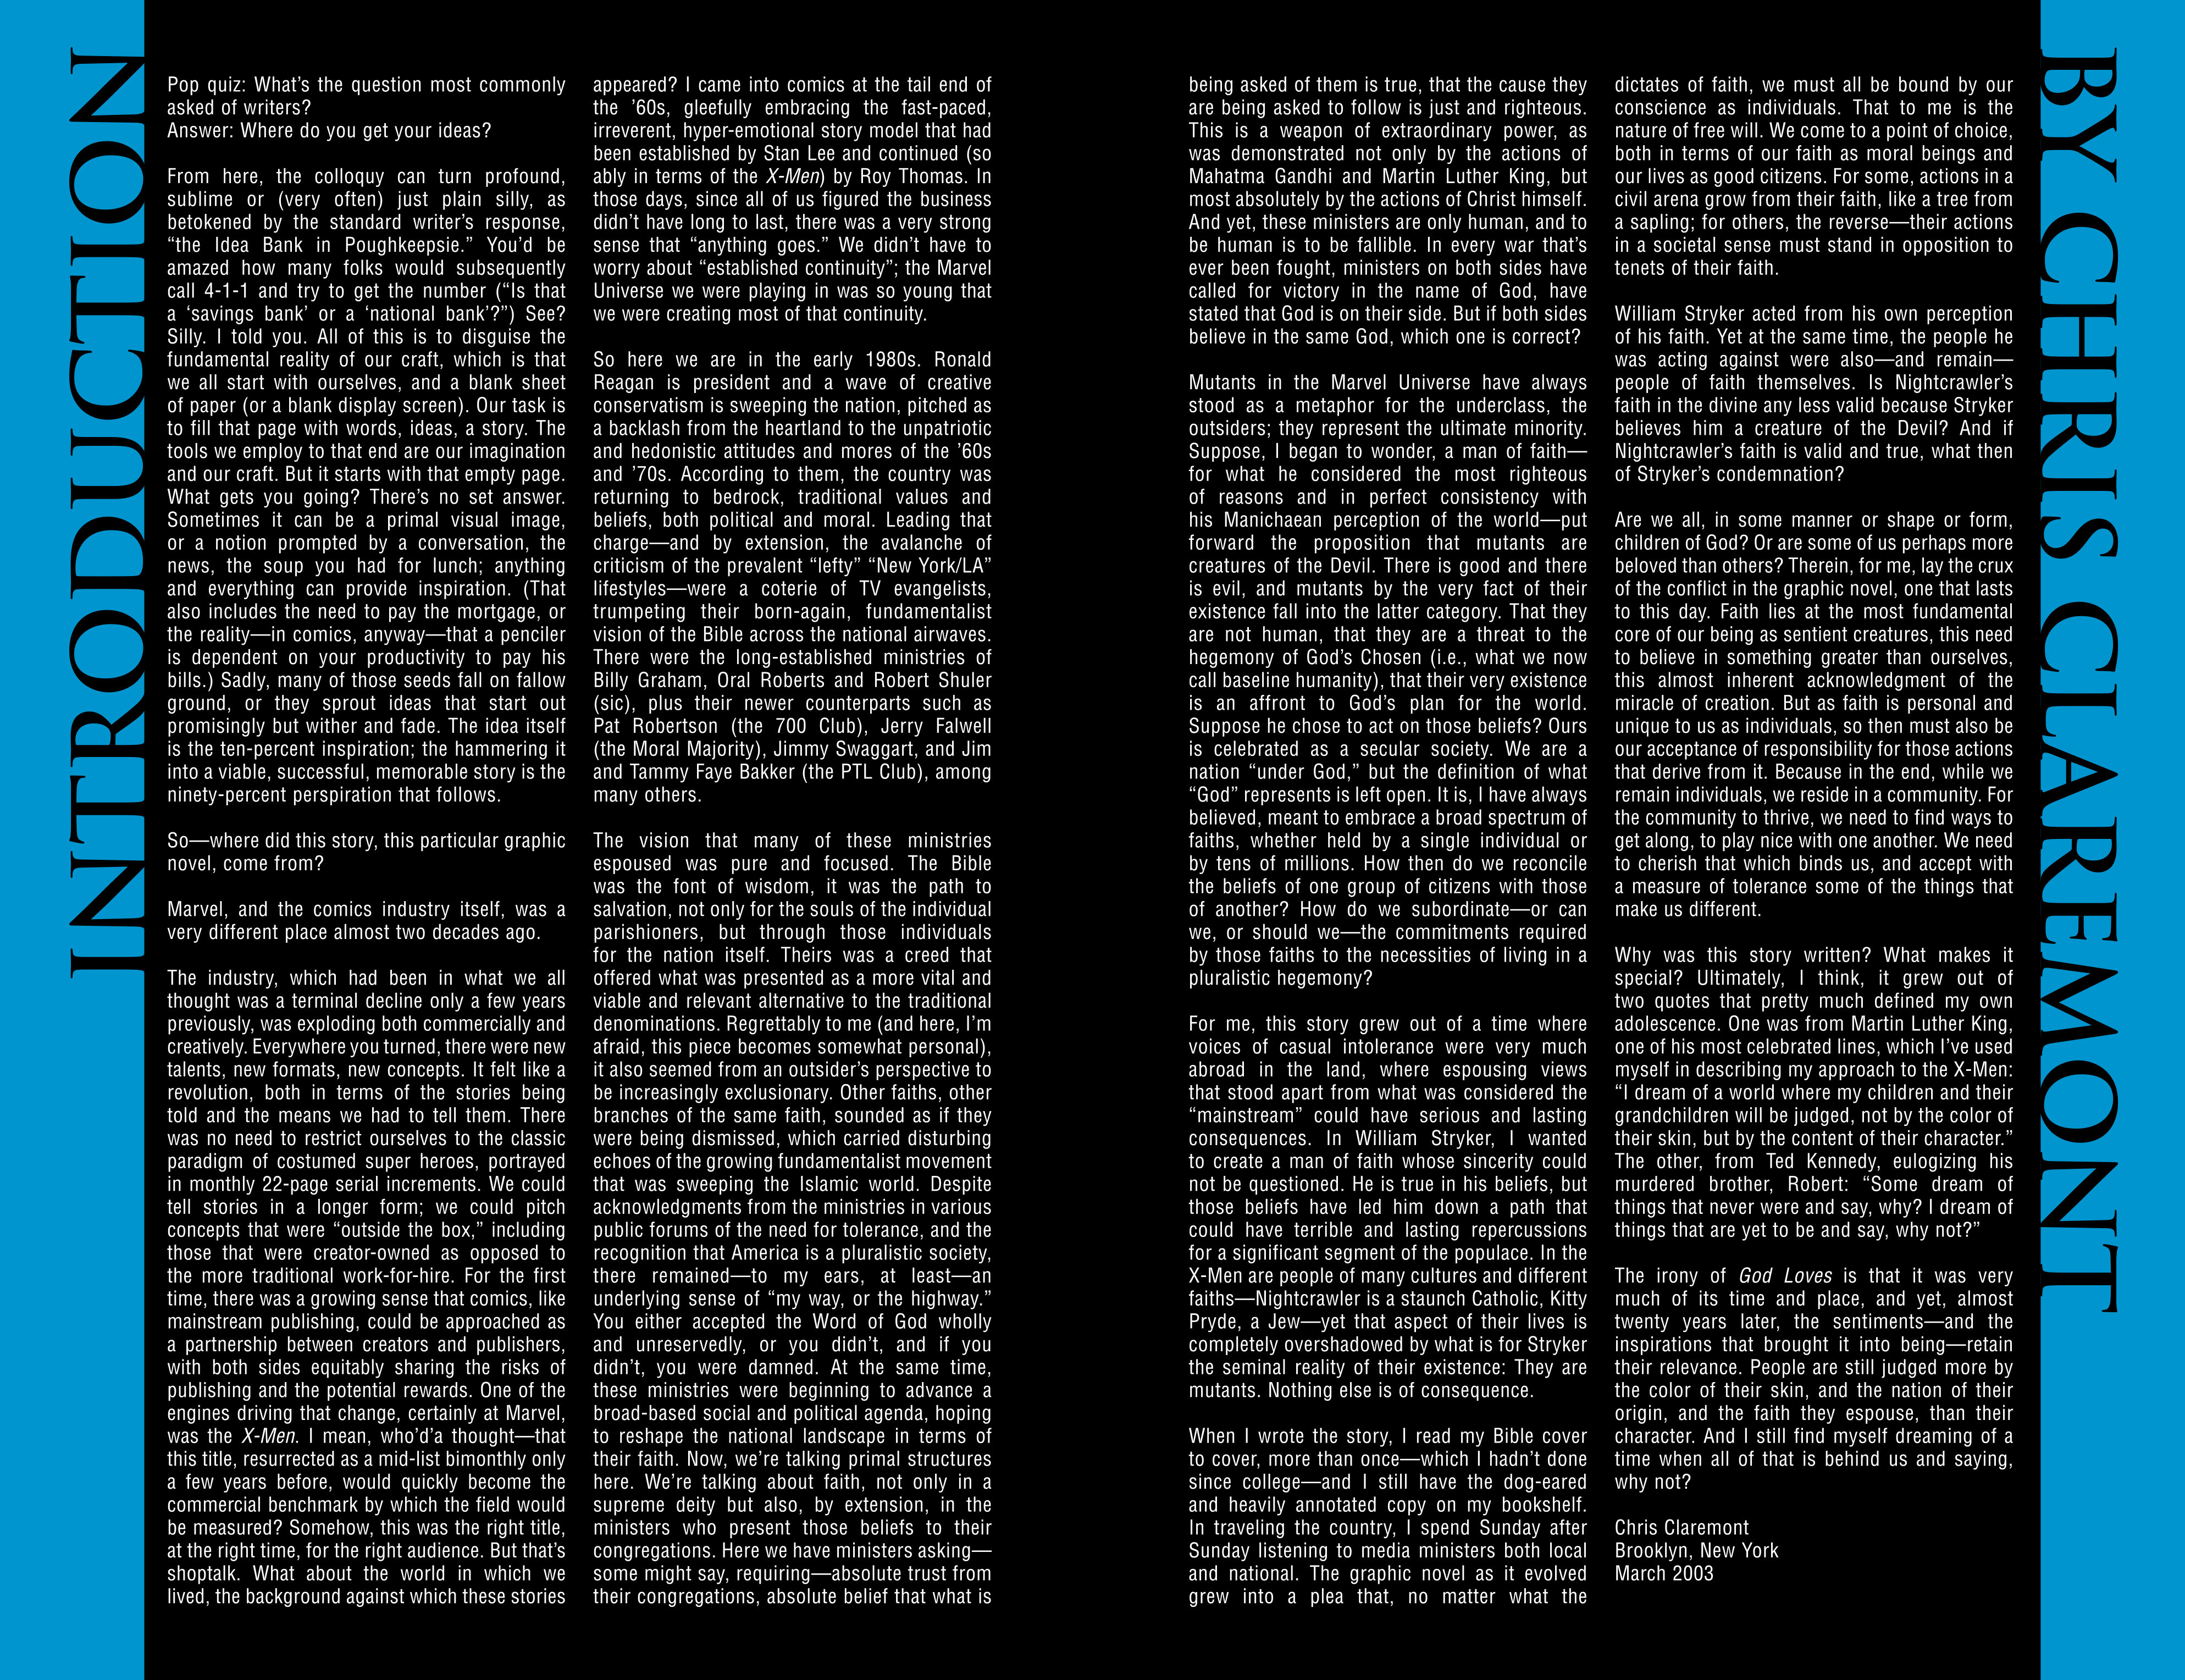 INTRODUCTION
Pop quiz: What’s the question most commonly
asked of writers?
Answer: Where do you get your ideas?
From here, the colloquy can turn profound,
sublime or (very often) just plain silly, as
betokened by the standard writer’s response,
“the Idea Bank in Poughkeepsie.” You’d be
amazed how many folks would subsequently
call 4-1-1 and try to get the number (“Is that
a ‘savings bank’ or a ‘national bank’?”) See?
Silly. I told you. All of this is to disguise the
fundamental reality of our craft, which is that
we all start with ourselves, and a blank sheet
of paper (or a blank display screen). Our task is
to fill that page with words, ideas, a story. The
tools we employ to that end are our imagination
and our craft. But it starts with that empty page.
What gets you going? There’s no set answer.
Sometimes it can be a primal visual image,
or a notion prompted by a conversation, the
news, the soup you had for lunch; anything
and everything can provide inspiration. (That
also includes the need to pay the mortgage, or
the reality—in comics, anyway—that a penciler
is dependent on your productivity to pay his
bills.) Sadly, many of those seeds fall on fallow
ground, or they sprout ideas that start out
promisingly but wither and fade. The idea itself
is the ten-percent inspiration; the hammering it
into a viable, successful, memorable story is the
ninety-percent perspiration that follows.
So—where did this story, this particular graphic
novel, come from?
Marvel, and the comics industry itself, was a
very different place almost two decades ago.
The industry, which had been in what we all
thought was a terminal decline only a few years
previously, was exploding both commercially and
creatively. Everywhere you turned, there were new
talents, new formats, new concepts. It felt like a
revolution, both in terms of the stories being
told and the means we had to tell them. There
was no need to restrict ourselves to the classic
paradigm of costumed super heroes, portrayed
in monthly 22-page serial increments. We could
tell stories in a longer form; we could pitch
concepts that were “outside the box,” including
those that were creator-owned as opposed to
the more traditional work-for-hire. For the first
time, there was a growing sense that comics, like
mainstream publishing, could be approached as
a partnership between creators and publishers,
with both sides equitably sharing the risks of
publishing and the potential rewards. One of the
engines driving that change, certainly at Marvel,
was the X-Men. I mean, who’d’a thought—that
this title, resurrected as a mid-list bimonthly only
a few years before, would quickly become the
commercial benchmark by which the field would
be measured? Somehow, this was the right title,
at the right time, for the right audience. But that’s
shoptalk. What about the world in which we
lived, the background against which these stories
appeared? I came into comics at the tail end of
the ’60s, gleefully embracing the fast-paced,
irreverent, hyper-emotional story model that had
been established by Stan Lee and continued (so
ably in terms of the X-Men) by Roy Thomas. In
those days, since all of us figured the business
didn’t have long to last, there was a very strong
sense that “anything goes.” We didn’t have to
worry about “established continuity”; the Marvel
Universe we were playing in was so young that
we were creating most of that continuity.
So here we are in the early 1980s. Ronald
Reagan is president and a wave of creative
conservatism is sweeping the nation, pitched as
a backlash from the heartland to the unpatriotic
and hedonistic attitudes and mores of the ’60s
and ’70s. According to them, the country was
returning to bedrock, traditional values and
beliefs, both political and moral. Leading that
charge—and by extension, the avalanche of
criticism of the prevalent “lefty” “New York/LA”
lifestyles—were a coterie of TV evangelists,
trumpeting their born-again, fundamentalist
vision of the Bible across the national airwaves.
There were the long-established ministries of
Billy Graham, Oral Roberts and Robert Shuler
(sic), plus their newer counterparts such as
Pat Robertson (the 700 Club), Jerry Falwell
(the Moral Majority), Jimmy Swaggart, and Jim
and Tammy Faye Bakker (the PTL Club), among
many others.
The vision that many of these ministries
espoused was pure and focused. The Bible
was the font of wisdom, it was the path to
salvation, not only for the souls of the individual
parishioners, but through those individuals
for the nation itself. Theirs was a creed that
offered what was presented as a more vital and
viable and relevant alternative to the traditional
denominations. Regrettably to me (and here, I’m
afraid, this piece becomes somewhat personal),
it also seemed from an outsider’s perspective to
be increasingly exclusionary. Other faiths, other
branches of the same faith, sounded as if they
were being dismissed, which carried disturbing
echoes of the growing fundamentalist movement
that was sweeping the Islamic world. Despite
acknowledgments from the ministries in various
public forums of the need for tolerance, and the
recognition that America is a pluralistic society,
there remained—to my ears, at least—an
underlying sense of “my way, or the highway.”
You either accepted the Word of God wholly
and unreservedly, or you didn’t, and if you
didn’t, you were damned. At the same time,
these ministries were beginning to advance a
broad-based social and political agenda, hoping
to reshape the national landscape in terms of
their faith. Now, we’re talking primal structures
here. We’re talking about faith, not only in a
supreme deity but also, by extension, in the
ministers who present those beliefs to their
congregations. Here we have ministers asking—
some might say, requiring—absolute trust from
their congregations, absolute belief that what is
being asked of them is true, that the cause they
are being asked to follow is just and righteous.
This is a weapon of extraordinary power, as
was demonstrated not only by the actions of
Mahatma Gandhi and Martin Luther King, but
most absolutely by the actions of Christ himself.
And yet, these ministers are only human, and to
be human is to be fallible. In every war that’s
ever been fought, ministers on both sides have
called for victory in the name of God, have
stated that God is on their side. But if both sides
believe in the same God, which one is correct?
Mutants in the Marvel Universe have always
stood as a metaphor for the underclass, the
outsiders; they represent the ultimate minority.
Suppose, I began to wonder, a man of faith—
for what he considered the most righteous
of reasons and in perfect consistency with
his Manichaean perception of the world—put
forward the proposition that mutants are
creatures of the Devil. There is good and there
is evil, and mutants by the very fact of their
existence fall into the latter category. That they
are not human, that they are a threat to the
hegemony of God’s Chosen (i.e., what we now
call baseline humanity), that their very existence
is an affront to God’s plan for the world.
Suppose he chose to act on those beliefs? Ours
is celebrated as a secular society. We are a
nation “under God,” but the definition of what
“God” represents is left open. It is, I have always
believed, meant to embrace a broad spectrum of
faiths, whether held by a single individual or
by tens of millions. How then do we reconcile
the beliefs of one group of citizens with those
of another? How do we subordinate—or can
we, or should we—the commitments required
by those faiths to the necessities of living in a
pluralistic hegemony?
For me, this story grew out of a time where
voices of casual intolerance were very much
abroad in the land, where espousing views
that stood apart from what was considered the
“mainstream” could have serious and lasting
consequences. In William Stryker, I wanted
to create a man of faith whose sincerity could
not be questioned. He is true in his beliefs, but
those beliefs have led him down a path that
could have terrible and lasting repercussions
for a significant segment of the populace. In the
X-Men are people of many cultures and different
faiths—Nightcrawler is a staunch Catholic, Kitty
Pryde, a Jew—yet that aspect of their lives is
completely overshadowed by what is for Stryker
the seminal reality of their existence: They are
mutants. Nothing else is of consequence.
When I wrote the story, I read my Bible cover
to cover, more than once—which I hadn’t done
since college—and I still have the dog-eared
and heavily annotated copy on my bookshelf.
In traveling the country, I spend Sunday after
Sunday listening to media ministers both local
and national. The graphic novel as it evolved
grew into a plea that, no matter what the
dictates of faith, we must all be bound by our
conscience as individuals. That to me is the
nature of free will. We come to a point of choice,
both in terms of our faith as moral beings and
our lives as good citizens. For some, actions in a
civil arena grow from their faith, like a tree from
a sapling; for others, the reverse—their actions
in a societal sense must stand in opposition to
tenets of their faith.
William Stryker acted from his own perception
of his faith. Yet at the same time, the people he
was acting against were also—and remain—
people of faith themselves. Is Nightcrawler’s
faith in the divine any less valid because Stryker
believes him a creature of the Devil? And if
Nightcrawler’s faith is valid and true, what then
of Stryker’s condemnation?
Are we all, in some manner or shape or form,
children of God? Or are some of us perhaps more
beloved than others? Therein, for me, lay the crux
of the conflict in the graphic novel, one that lasts
to this day. Faith lies at the most fundamental
core of our being as sentient creatures, this need
to believe in something greater than ourselves,
this almost inherent acknowledgment of the
miracle of creation. But as faith is personal and
unique to us as individuals, so then must also be
our acceptance of responsibility for those actions
that derive from it. Because in the end, while we
remain individuals, we reside in a community. For
the community to thrive, we need to find ways to
get along, to play nice with one another. We need
to cherish that which binds us, and accept with
a measure of tolerance some of the things that
make us different.
Why was this story written? What makes it
special? Ultimately, I think, it grew out of
two quotes that pretty much defined my own
adolescence. One was from Martin Luther King,
one of his most celebrated lines, which I’ve used
myself in describing my approach to the X-Men:
“I dream of a world where my children and their
grandchildren will be judged, not by the color of
their skin, but by the content of their character.”
The other, from Ted Kennedy, eulogizing his
murdered brother, Robert: “Some dream of
things that never were and say, why? I dream of
things that are yet to be and say, why not?”
The irony of God Loves is that it was very
much of its time and place, and yet, almost
twenty years later, the sentiments—and the
inspirations that brought it into being—retain
their relevance. People are still judged more by
the color of their skin, and the nation of their
origin, and the faith they espouse, than their
character. And I still find myself dreaming of a
time when all of that is behind us and saying,
why not?
Chris Claremont
Brooklyn, New York
March 2003
BY CHRIS CLAREMONT